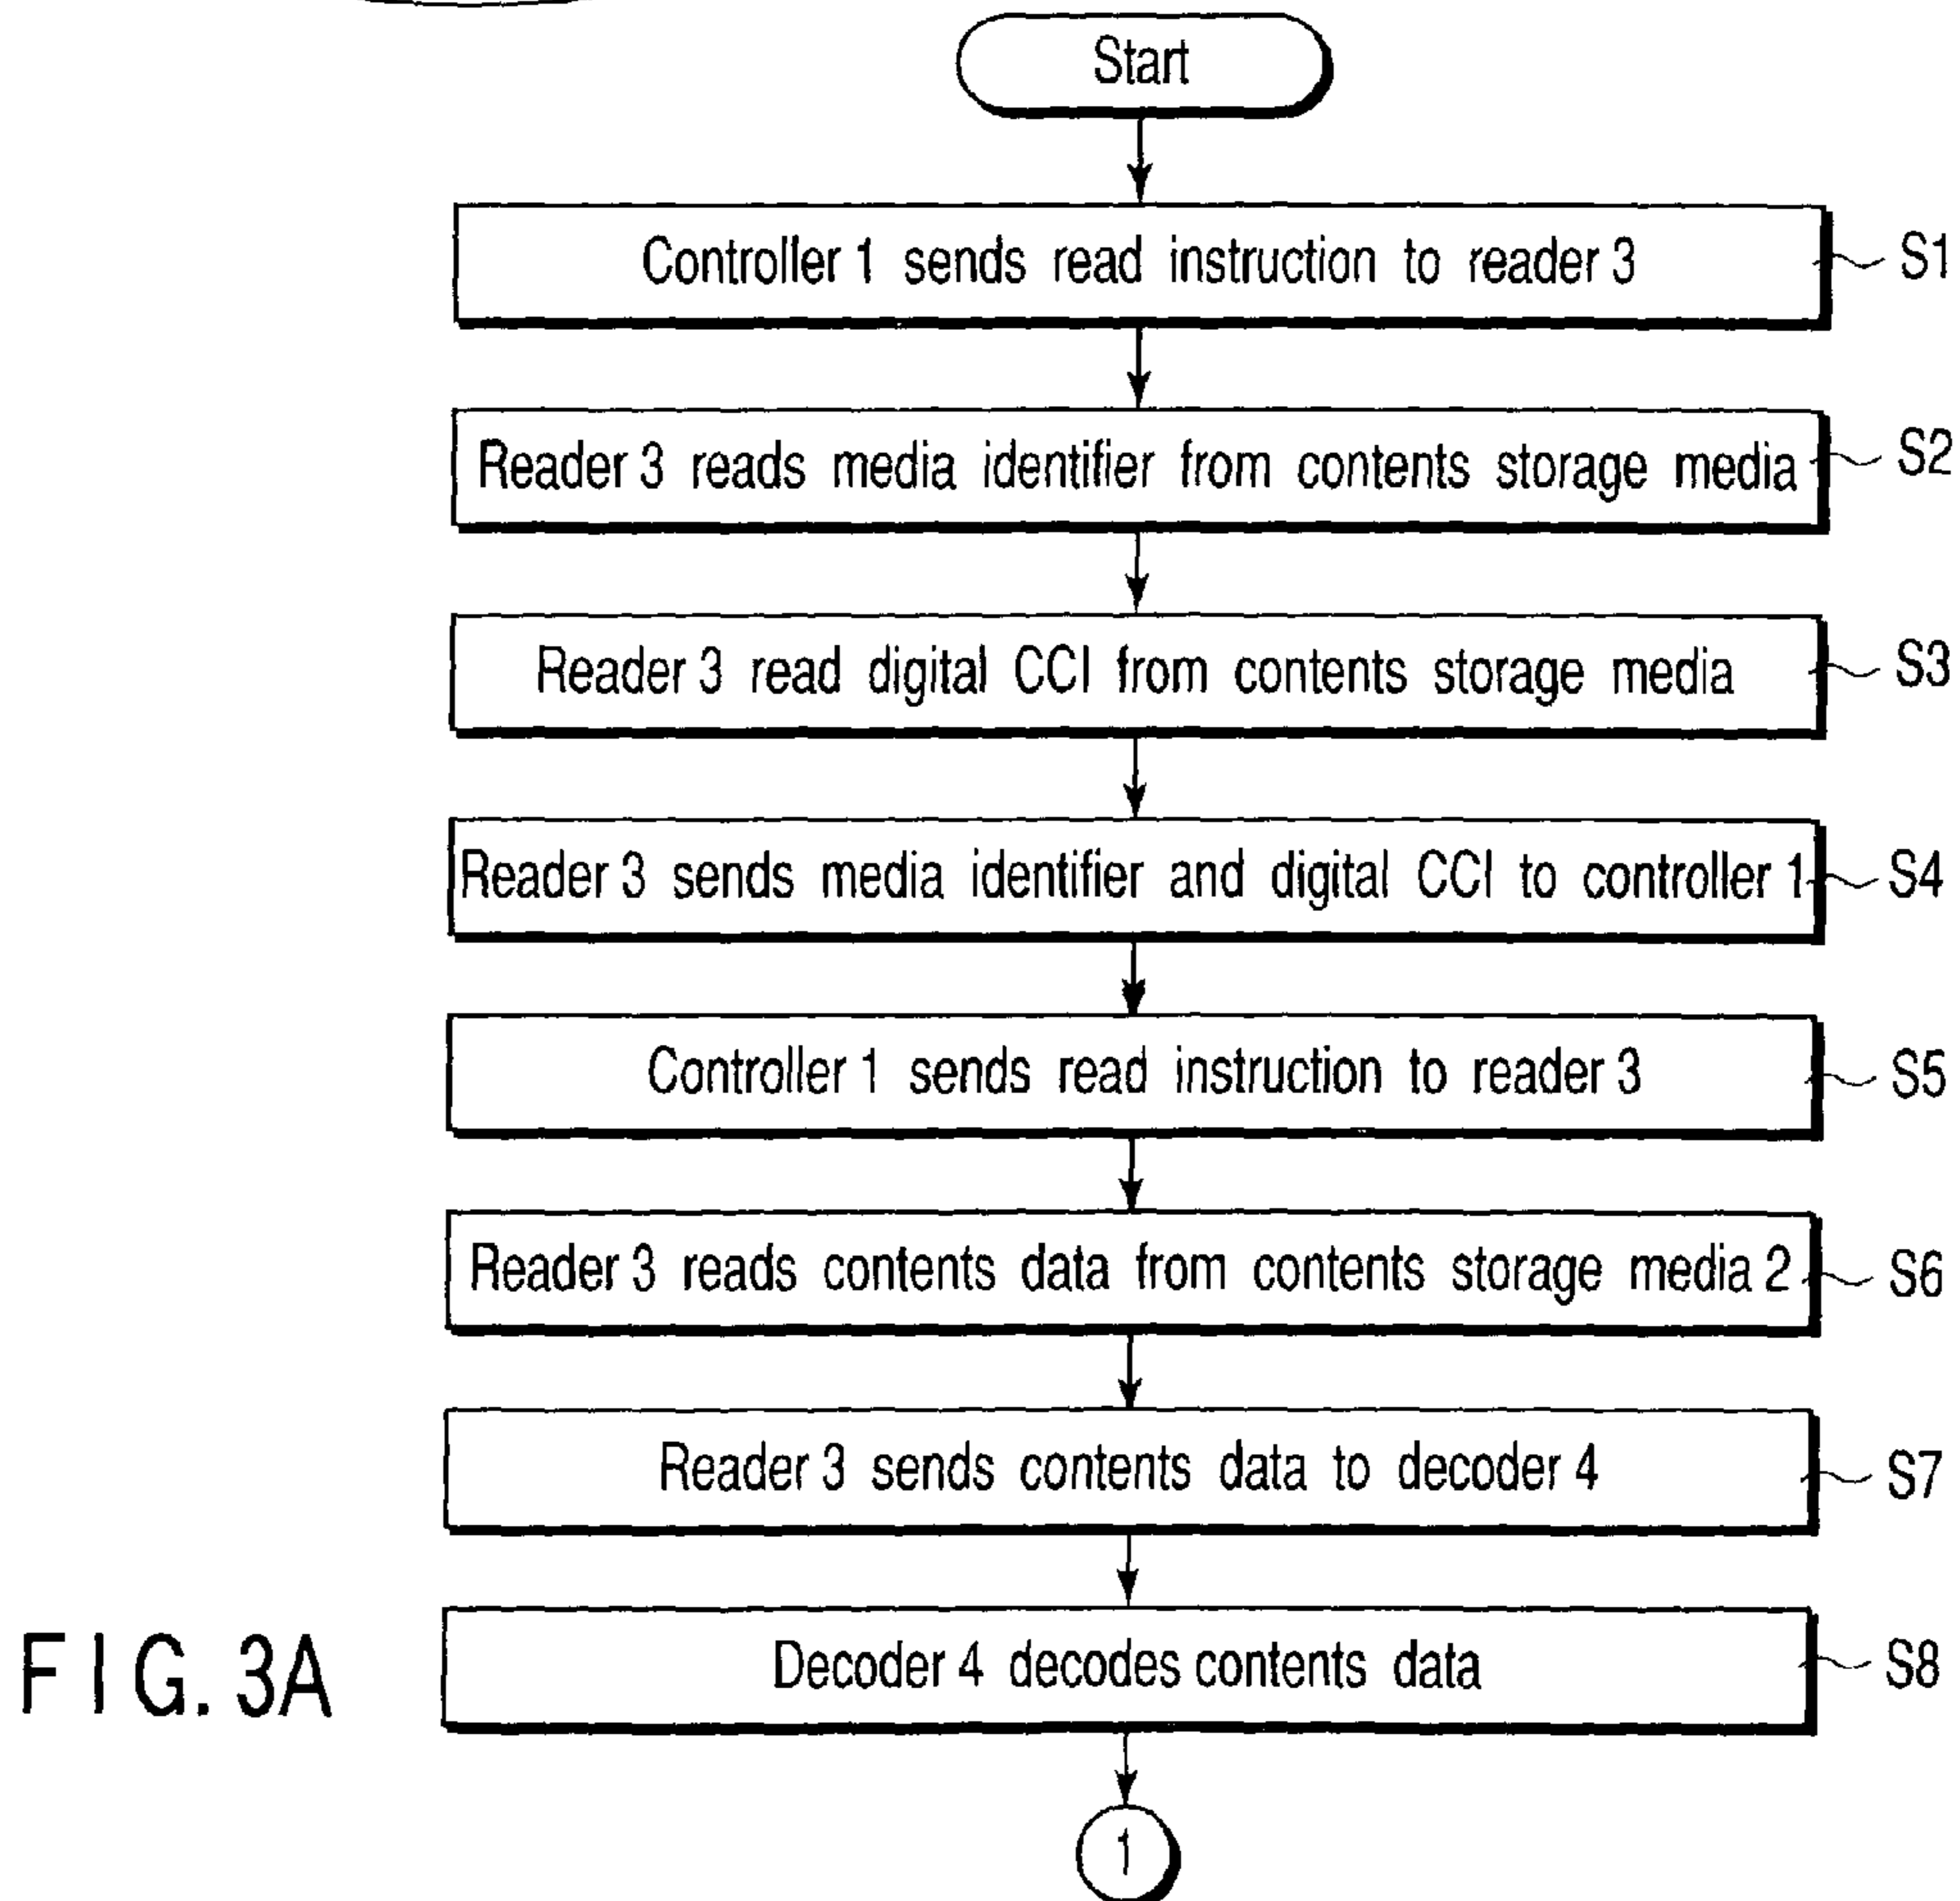 Start
Controller 1 sends read instruction to reader 3
S1
Reader 3 reads media identifier from contents storage media
S2
Reader 3 read digital CCI from contents storage media
S3
Reader 3 sends media identifier and digital CCI to controller 1
S4
Controller 1 sends read instruction to reader 3
S5
Reader 3 reads contents data from contents storage media 2
S6
Reader 3 sends contents data to decoder 4
S7
Decoder 4 decodes contents data
S8
FIG. 3A
1